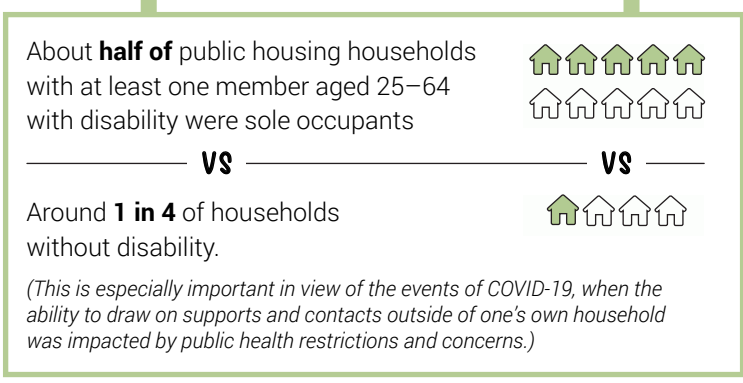 About half of public housing households
with at least one member aged 25–64
with disability were sole occupants
VS VS
Around 1 in 4 of households
without disability.
(This is especially important in view of the events of COVID-19, when the
ability to draw on supports and contacts outside of one's own household
was impacted by public health restrictions and concerns.)